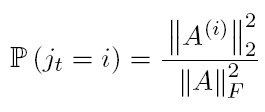 ℙ (j_t = i) = ‖A^{(i)}‖_2^2 / ‖A‖_F^2